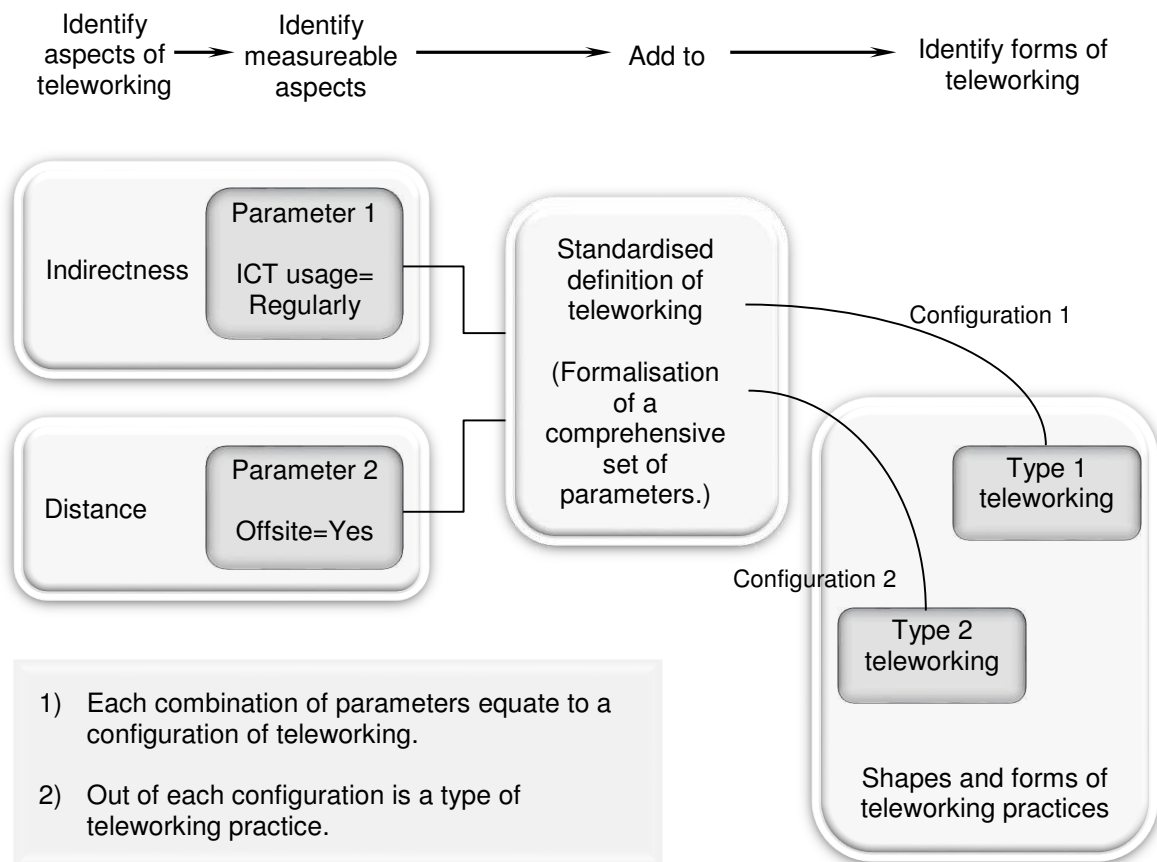 Identify
aspects of
teleworking
Identify
measureable
aspects
Add to
Identify forms of
teleworking
Indirectness
Parameter 1
ICT usage=
Regularly
Distance
Parameter 2
Offsite=Yes
Standardised
definition of
teleworking
(Formalisation
of a
comprehensive
set of
parameters.)
Configuration 1
Configuration 2
Type 1
teleworking
Type 2
teleworking
Shapes and forms of
teleworking practices
1) Each combination of parameters equate to a
configuration of teleworking.
2) Out of each configuration is a type of
teleworking practice.